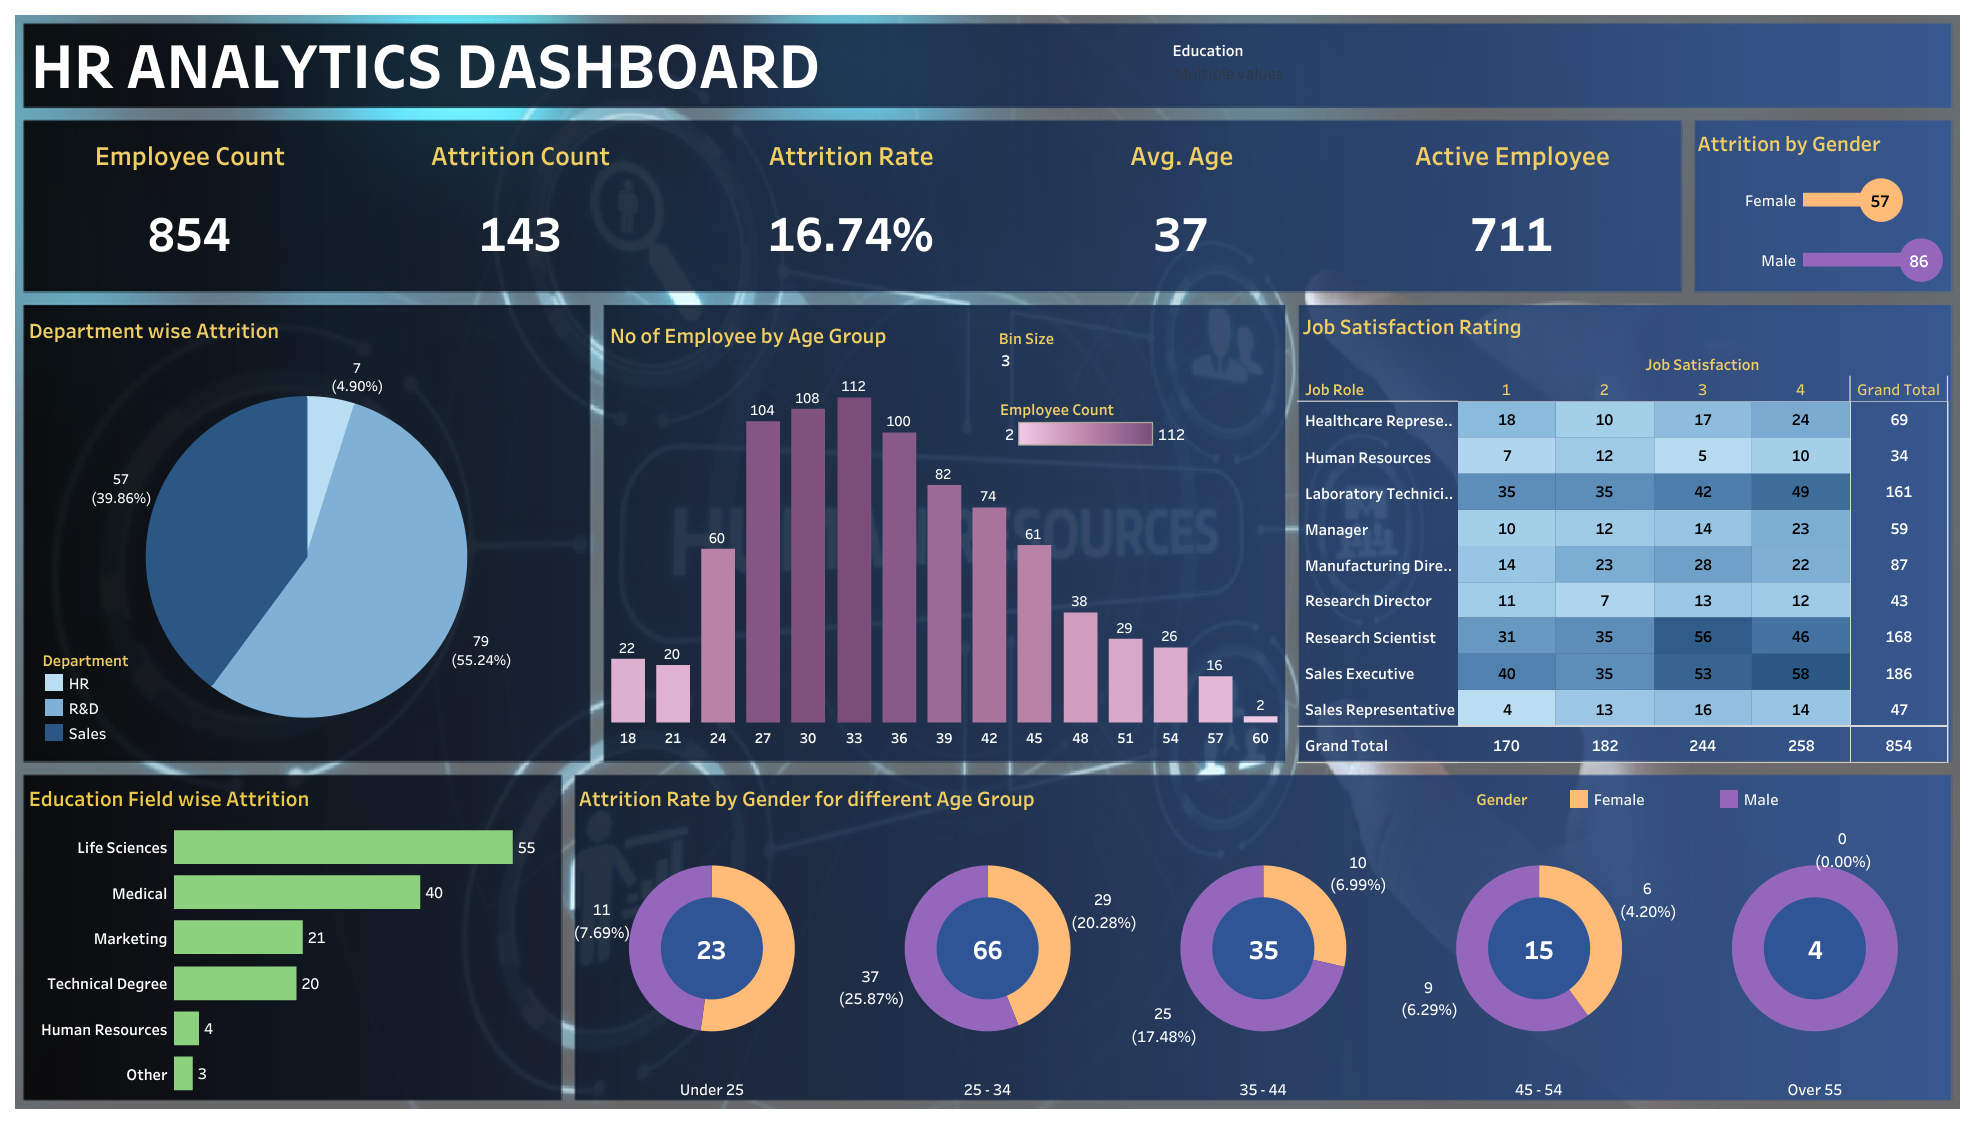 HR ANALYTICS DASHBOARD
Education
Multiple values
Employee Count
854
Attrition Count
143
Attrition Rate
16.74%
Avg. Age
37
Active Employee
711
Attrition by Gender
Female 57
Male 86
Department wise Attrition
7
(4.90%)
57
(39.86%)
79
(55.24%)
Department
HR
R&D
Sales
No of Employee by Age Group
Bin Size
3
Employee Count
2 112
22 20 60 104 108 112 100 82 74 61 38 29 26 16 2
18 21 24 27 30 33 36 39 42 45 48 51 54 57 60
HUMAN RESOURCES
Job Satisfaction Rating
Job Satisfaction
Job Role 1 2 3 4 Grand Total
Healthcare Represe.. 18 10 17 24 69
Human Resources 7 12 5 10 34
Laboratory Technici.. 35 35 42 49 161
Manager 10 12 14 23 59
Manufacturing Dire.. 14 23 28 22 87
Research Director 11 7 13 12 43
Research Scientist 31 35 56 46 168
Sales Executive 40 35 53 58 186
Sales Representative 4 13 16 14 47
Grand Total 170 182 244 258 854
Education Field wise Attrition
Life Sciences 55
Medical 40
Marketing 21
Technical Degree 20
Human Resources 4
Other 3
Attrition Rate by Gender for different Age Group
Gender Female Male
11
(7.69%)
23
Under 25
29
(20.28%)
66
37
(25.87%)
25 - 34
10
(6.99%)
35
25
(17.48%)
35 - 44
6
(4.20%)
15
9
(6.29%)
45 - 54
0
(0.00%)
4
Over 55